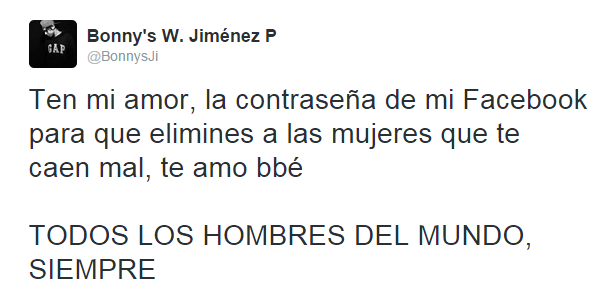 Bonny's W. Jiménez P
@BonnysJi
GAP
Ten mi amor, la contraseña de mi Facebook
para que elimines a las mujeres que te
caen mal, te amo bbé
TODOS LOS HOMBRES DEL MUNDO,
SIEMPRE